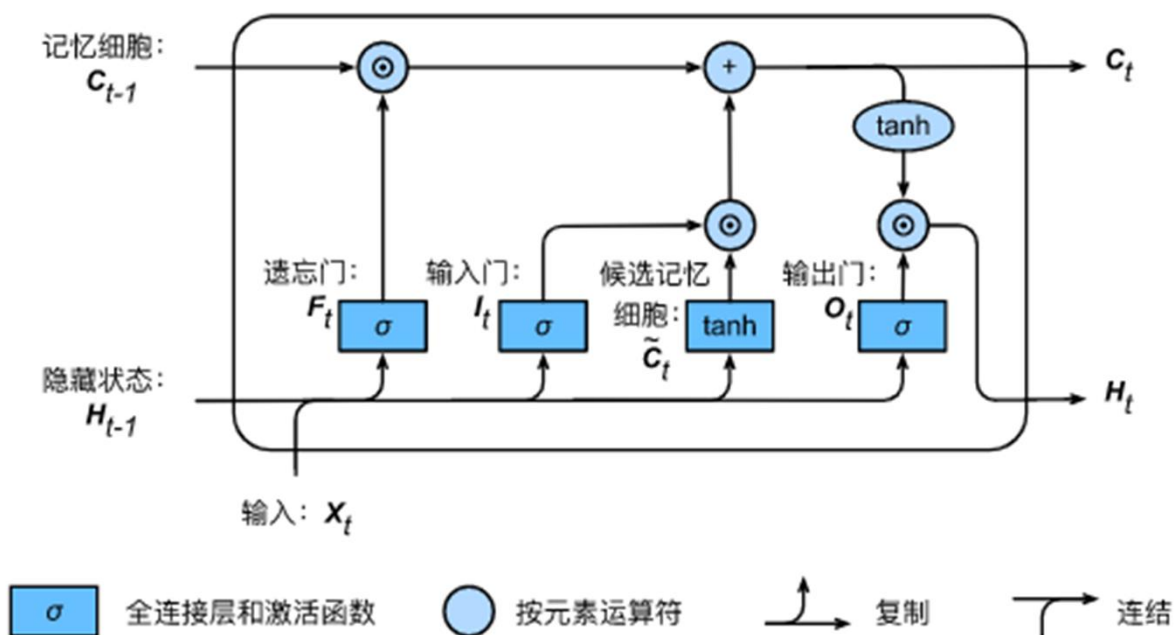 记忆细胞:
C_{t-1}
⊙
+
C_t
tanh
⊙
⊙
遗忘门:
F_t
σ
输入门:
I_t
σ
候选记忆
细胞:
C̃_t
tanh
输出门:
O_t
σ
隐藏状态:
H_{t-1}
H_t
输入: X_t
σ 全连接层和激活函数
按元素运算符
复制
连结